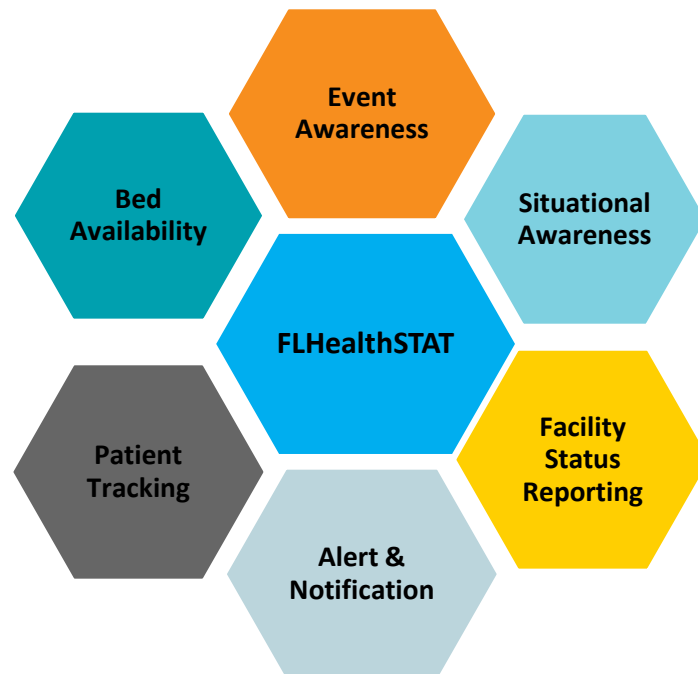 Event
Awareness
Bed
Availability
Situational
Awareness
FLHealthSTAT
Patient
Tracking
Facility
Status
Reporting
Alert &
Notification